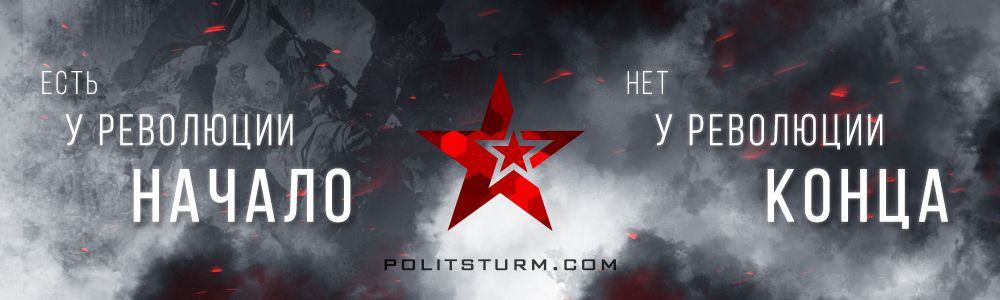 ЕСТЬ
У РЕВОЛЮЦИИ
НАЧАЛО
НЕТ
У РЕВОЛЮЦИИ
КОНЦА
POLITSTURM.COM